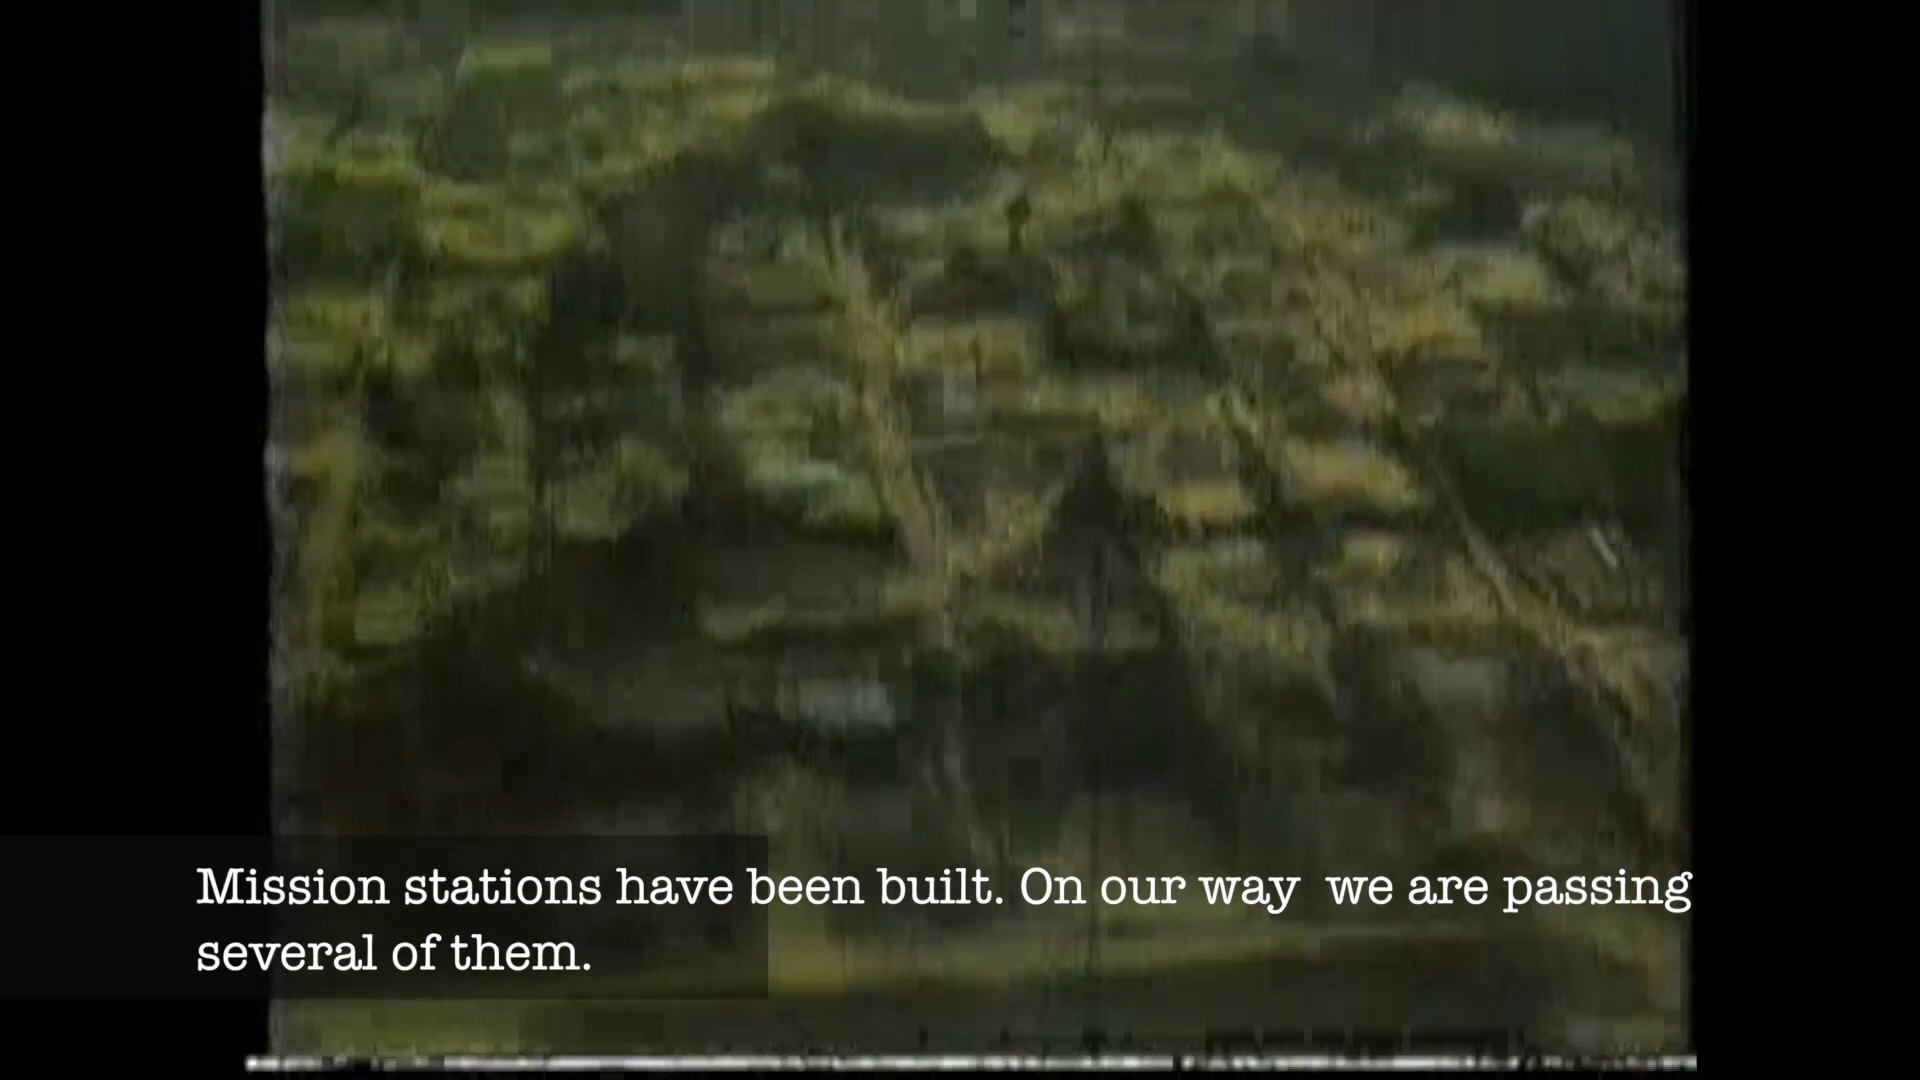 Mission stations have been built. On our way  we are passing
several of them.